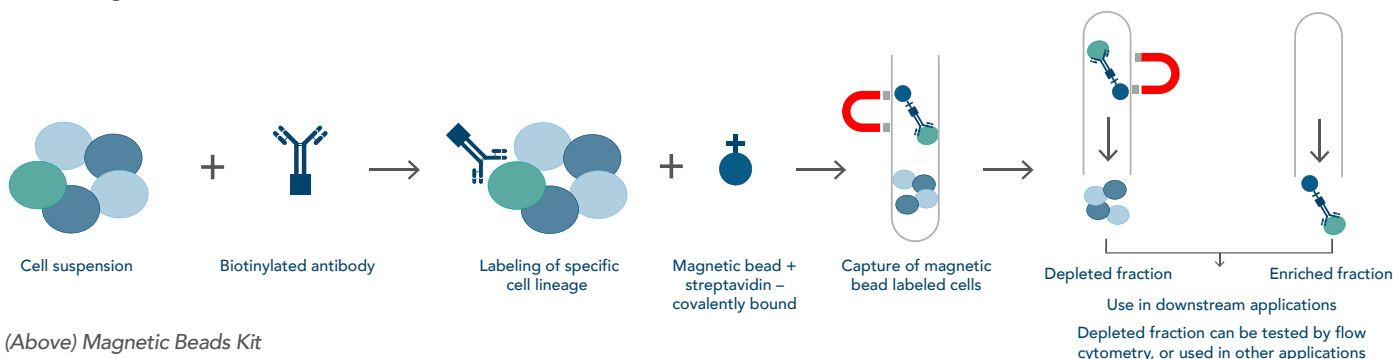 Cell suspension
Biotinylated antibody
Labeling of specific
cell lineage
Magnetic bead +
streptavidin –
covalently bound
Capture of magnetic
bead labeled cells
Depleted fraction
Enriched fraction
Use in downstream applications
Depleted fraction can be tested by flow
cytometry, or used in other applications
(Above) Magnetic Beads Kit